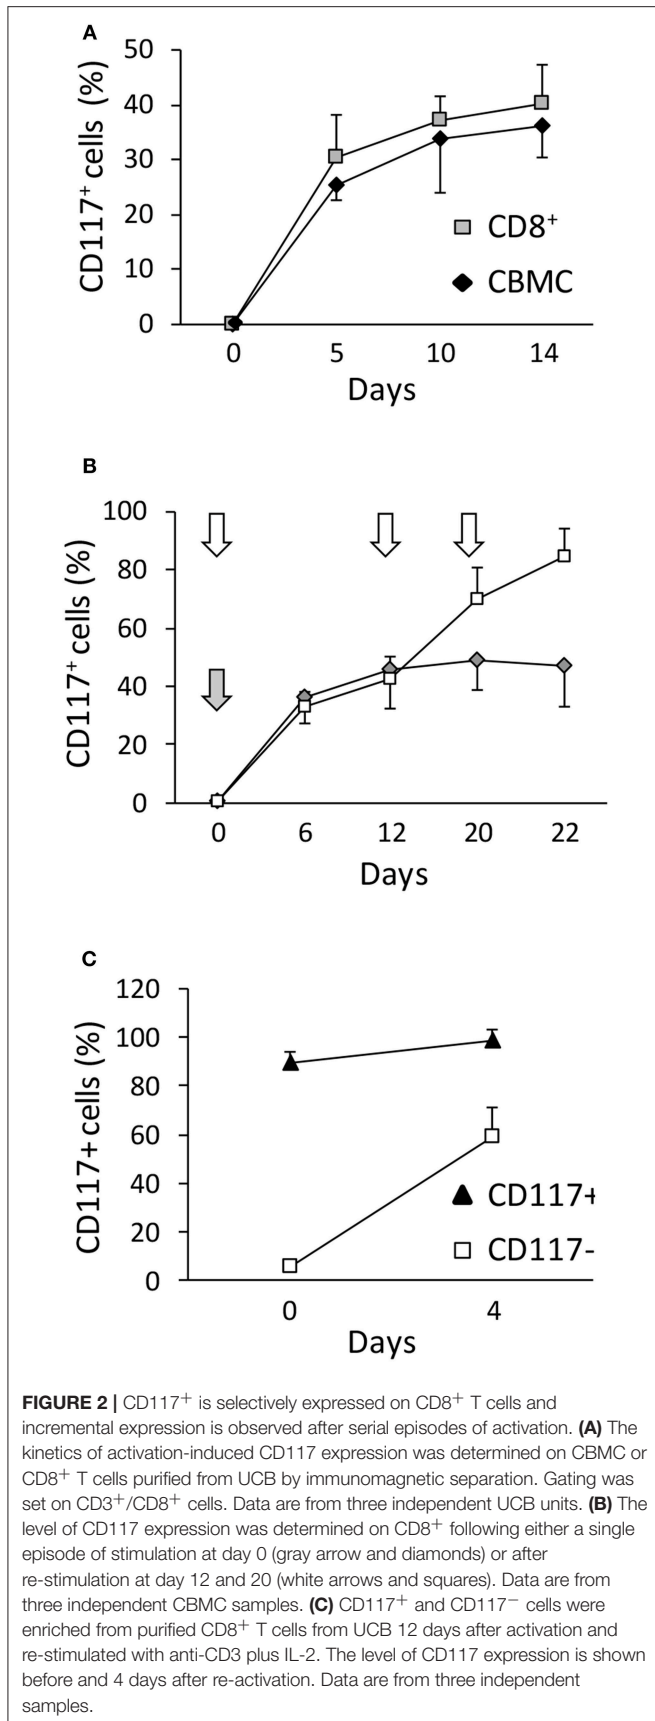 A
CD117⁺ cells (%)
50
40
30
20
10
0
CD8⁺
CBMC
0 5 10 14
Days
B
CD117⁺ cells (%)
100
80
60
40
20
0
0 6 12 20 22
Days
C
CD117+ cells (%)
120
100
80
60
40
20
0
CD117+
CD117-
0 4
Days
FIGURE 2 | CD117⁺ is selectively expressed on CD8⁺ T cells and
incremental expression is observed after serial episodes of activation. (A) The
kinetics of activation-induced CD117 expression was determined on CBMC or
CD8⁺ T cells purified from UCB by immunomagnetic separation. Gating was
set on CD3⁺/CD8⁺ cells. Data are from three independent UCB units. (B) The
level of CD117 expression was determined on CD8⁺ following either a single
episode of stimulation at day 0 (gray arrow and diamonds) or after
re-stimulation at day 12 and 20 (white arrows and squares). Data are from
three independent CBMC samples. (C) CD117⁺ and CD117⁻ cells were
enriched from purified CD8⁺ T cells from UCB 12 days after activation and
re-stimulated with anti-CD3 plus IL-2. The level of CD117 expression is shown
before and 4 days after re-activation. Data are from three independent
samples.